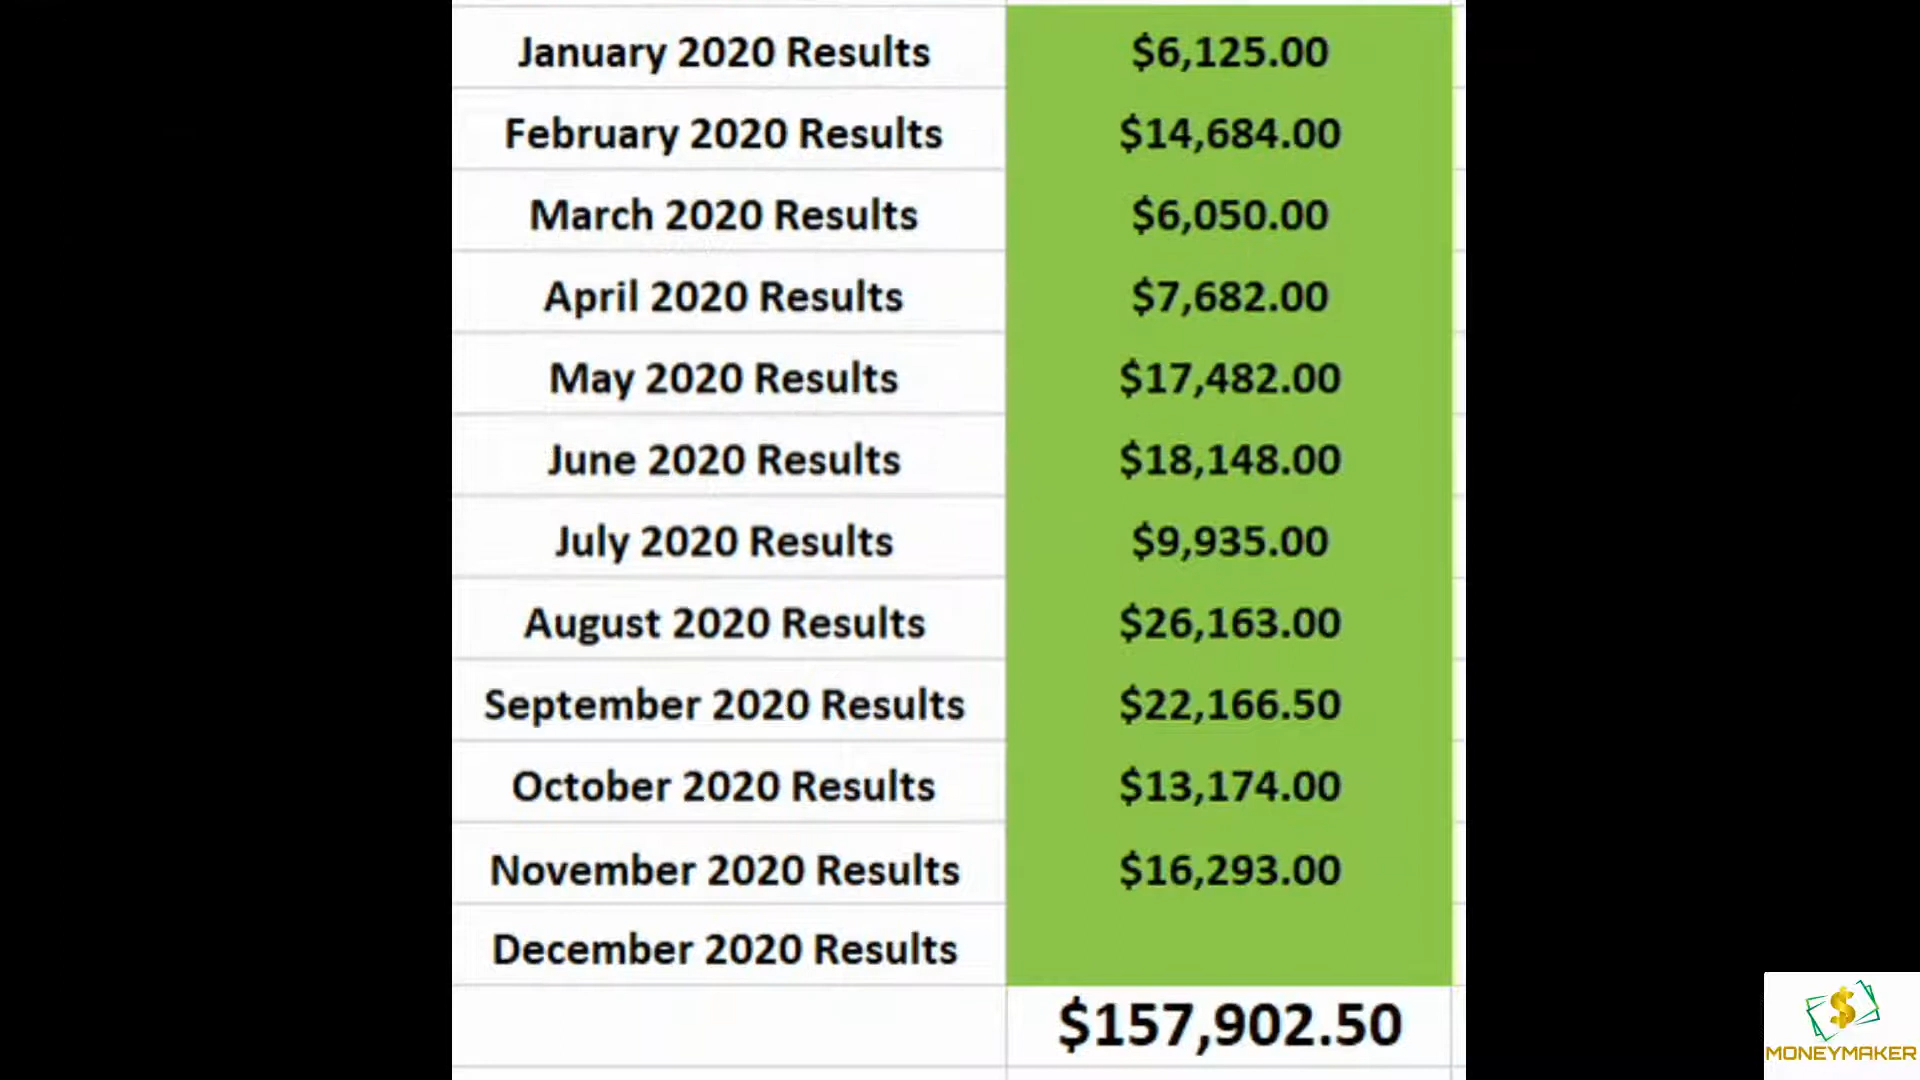 January 2020 Results $6,125.00
February 2020 Results $14,684.00
March 2020 Results $6,050.00
April 2020 Results $7,682.00
May 2020 Results $17,482.00
June 2020 Results $18,148.00
July 2020 Results $9,935.00
August 2020 Results $26,163.00
September 2020 Results $22,166.50
October 2020 Results $13,174.00
November 2020 Results $16,293.00
December 2020 Results
$157,902.50
$
MONEYMAKER